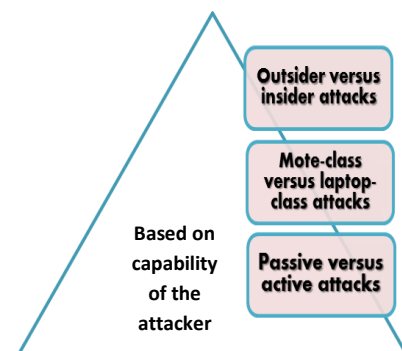 Outsider versus
insider attacks
Mote-class
versus laptop-
class attacks
Based on
capability
of the
attacker
Passive versus
active attacks